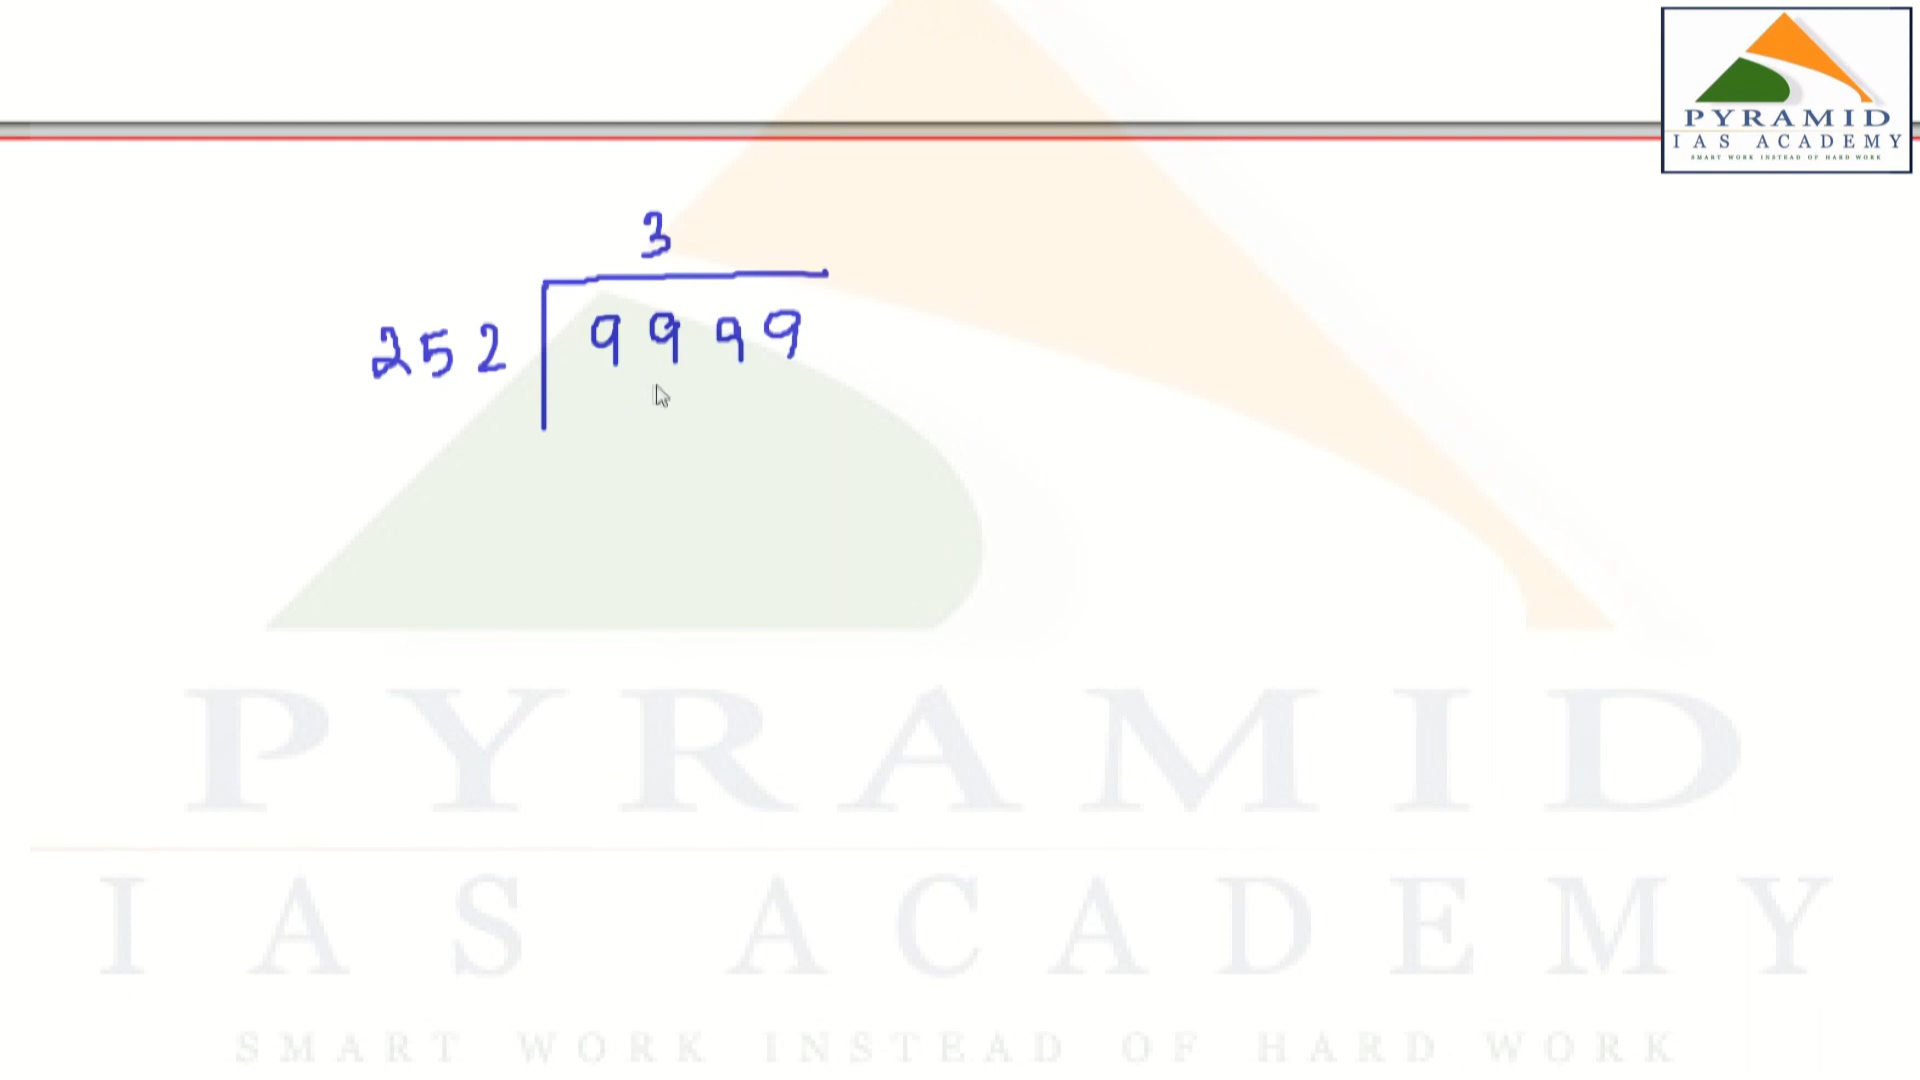 PYRAMID
IAS ACADEMY
SMART WORK INSTEAD OF HARD WORK
3
252 9999
PYRAMID
IAS ACADEMY
SMART WORK INSTEAD OF HARD WORK